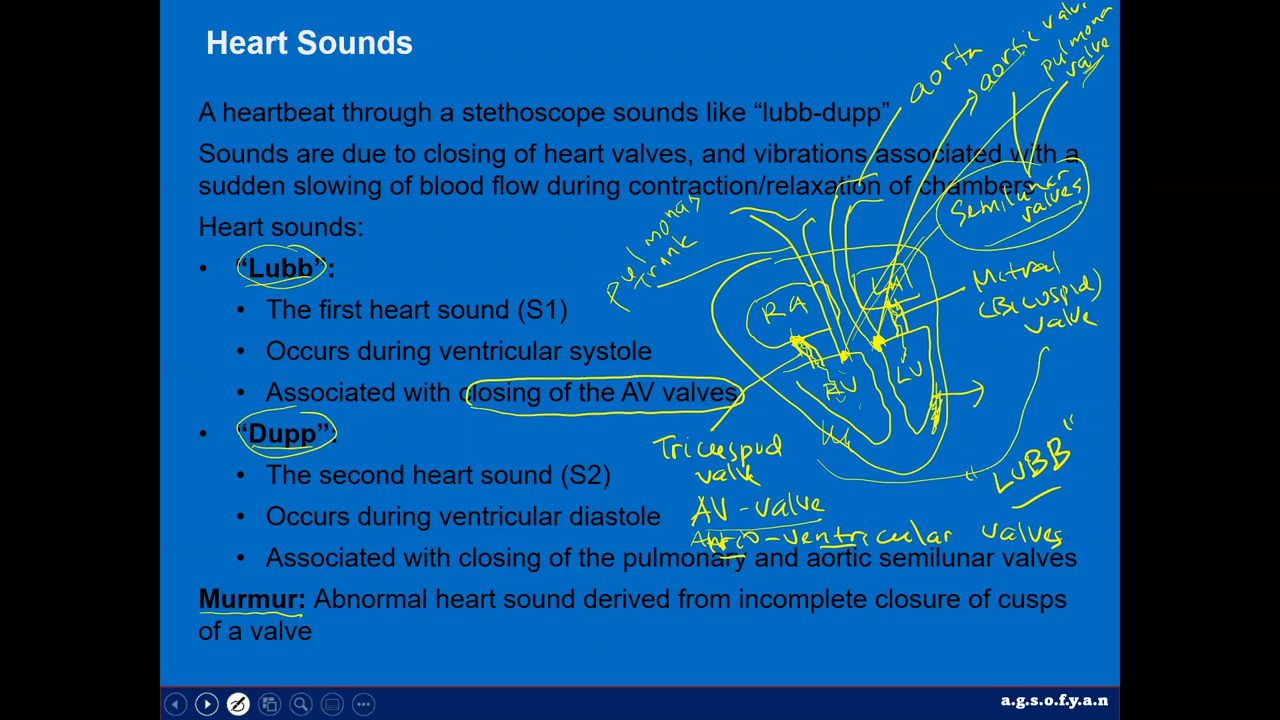 Heart Sounds
A heartbeat through a stethoscope sounds like “lubb-dupp”
Sounds are due to closing of heart valves, and vibrations associated with a
sudden slowing of blood flow during contraction/relaxation of chambers
Heart sounds:
• “Lubb”:
• The first heart sound (S1)
• Occurs during ventricular systole
• Associated with closing of the AV valves
• “Dupp”:
• The second heart sound (S2)
• Occurs during ventricular diastole
• Associated with closing of the pulmonary and aortic semilunar valves
Murmur: Abnormal heart sound derived from incomplete closure of cusps
of a valve
aorta
aortic valve
pulmona
valve
Semilunar
valves
trunk
Mitral
(Bicuspid)
valve
RA
LA
RV
LV
Tricuspid
valve
AV-valve
-ventricular valves
"LUBB"
a.g.s.o.f.y.a.n